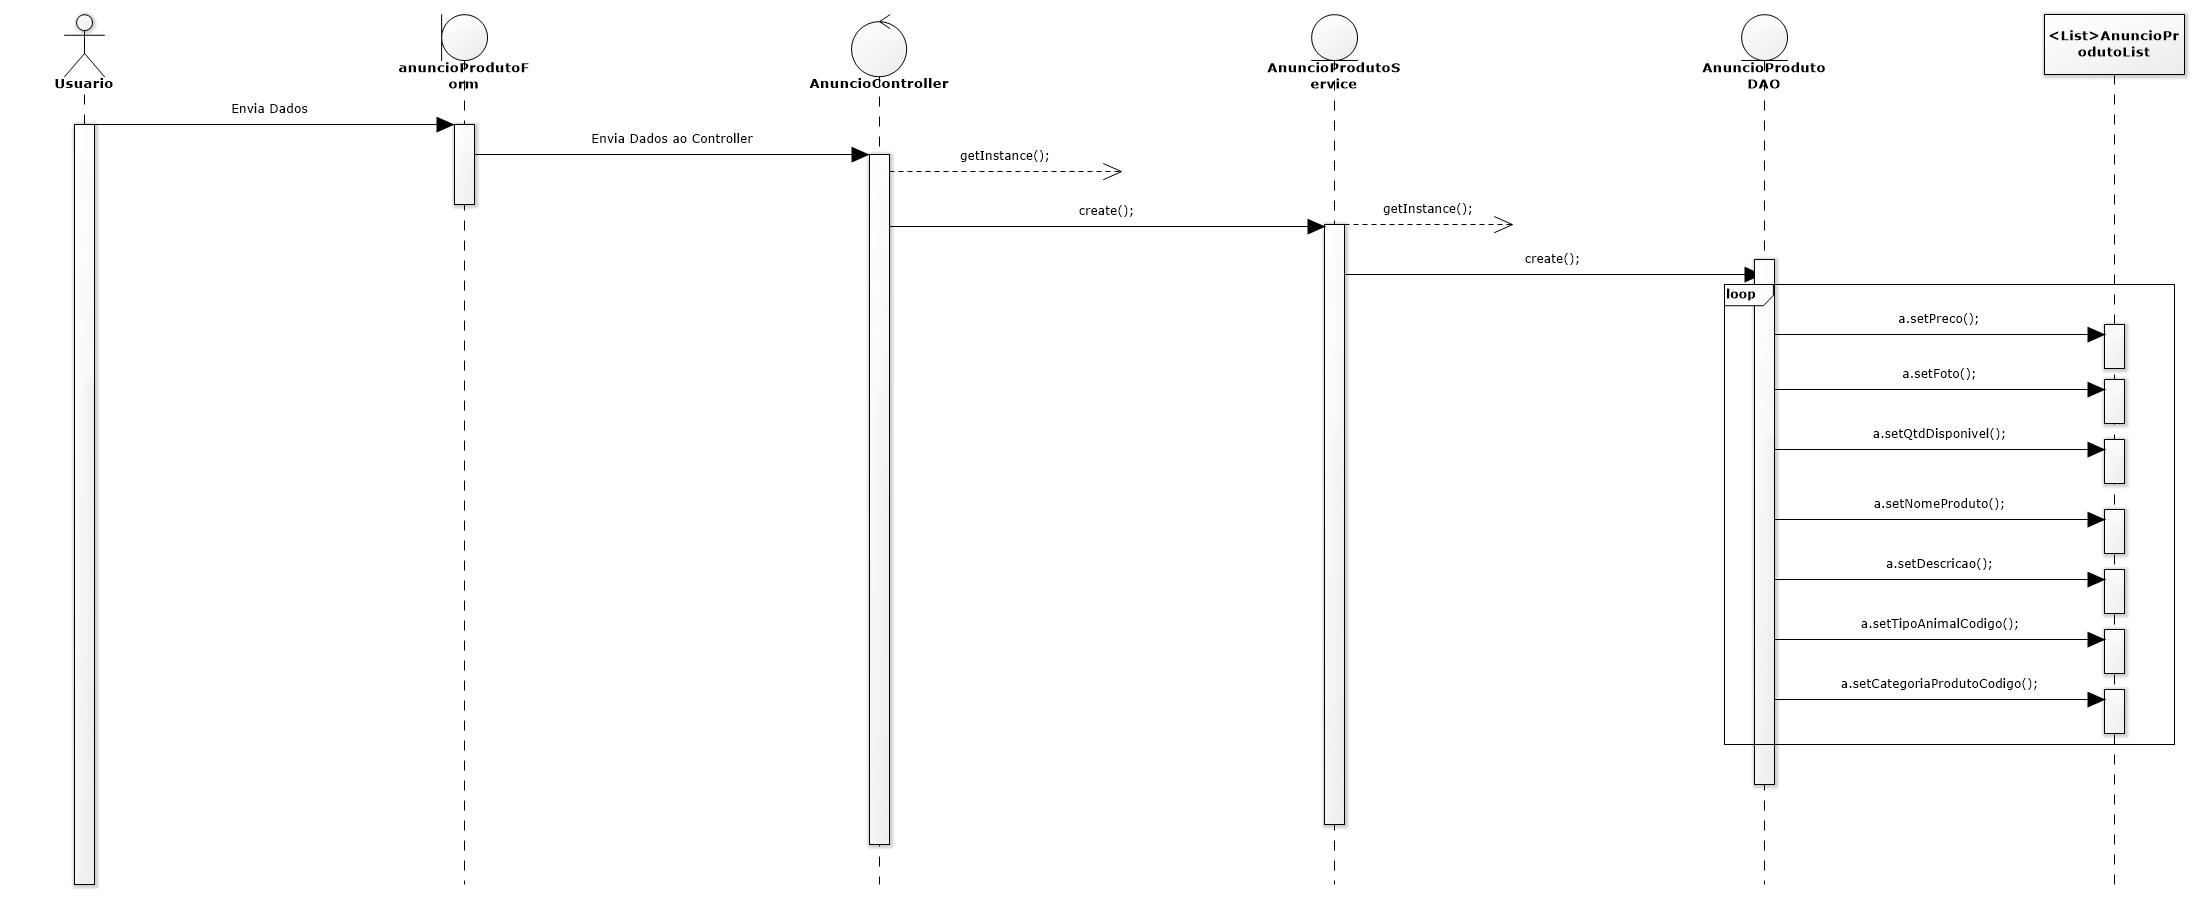 Usuario
anuncioProdutoF
orm
AnuncioController
AnuncioProdutoS
ervice
AnuncioProduto
DAO
<List>AnuncioPr
odutoList
Envia Dados
Envia Dados ao Controller
getInstance();
create();
getInstance();
create();
loop
a.setPreco();
a.setFoto();
a.setQtdDisponivel();
a.setNomeProduto();
a.setDescricao();
a.setTipoAnimalCodigo();
a.setCategoriaProdutoCodigo();